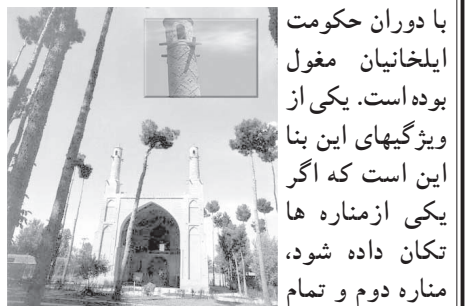 با دوران حکومت
ایلخانیان مغول
بوده است. یکی از
ویژگیهای این بنا
این است که اگر
یکی ازمناره ها
تکان داده شود،
مناره دوم و تمام